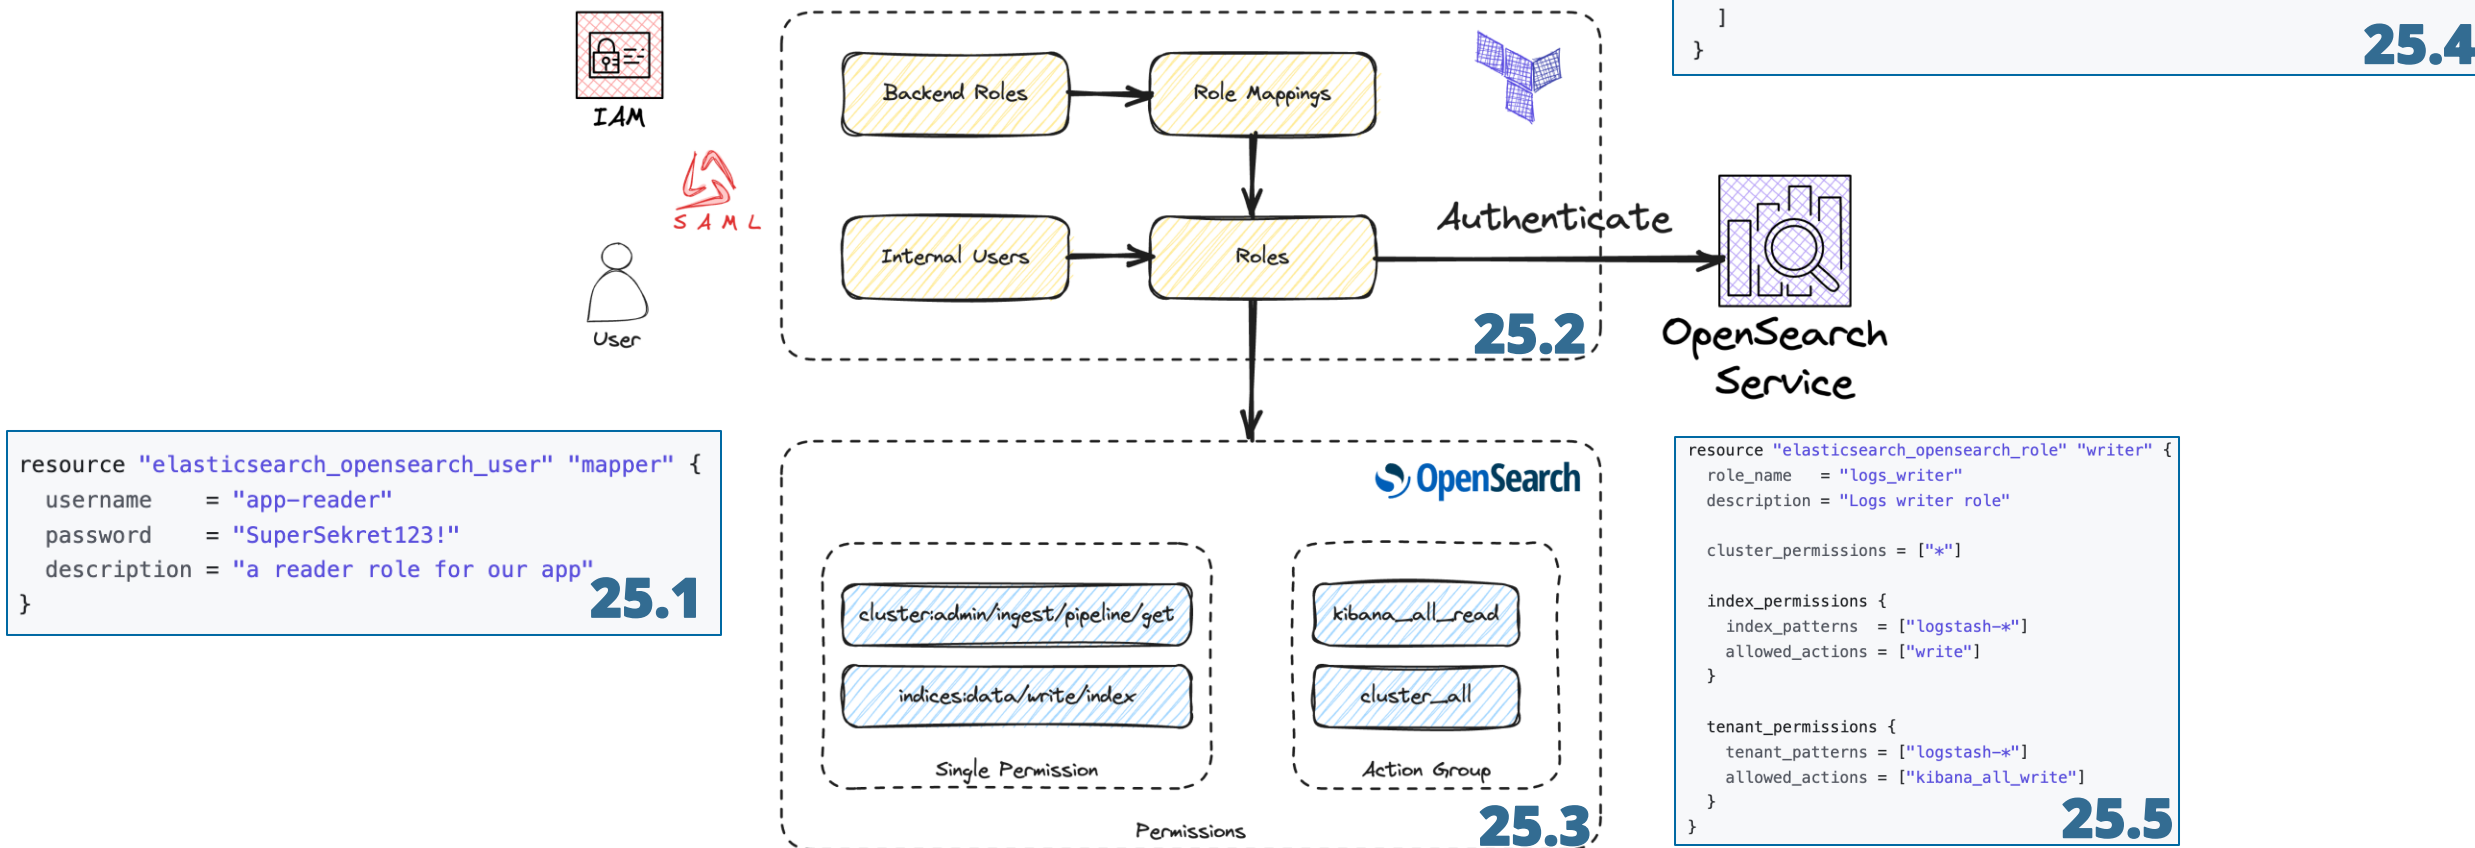 ]
}
25.4
IAM
Backend Roles
Role Mappings
SAML
Internal Users
Roles
Authenticate
User
25.2
OpenSearch
Service
resource "elasticsearch_opensearch_user" "mapper" {
username = "app-reader"
password = "SuperSekret123!"
description = "a reader role for our app"
}
25.1
OpenSearch
cluster:admin/ingest/pipeline/get
indices:data/write/index
Single Permission
kibana_all_read
cluster_all
Action Group
Permissions
25.3
resource "elasticsearch_opensearch_role" "writer" {
role_name = "logs_writer"
description = "Logs writer role"
cluster_permissions = ["*"]
index_permissions {
index_patterns = ["logstash-*"]
allowed_actions = ["write"]
}
tenant_permissions {
tenant_patterns = ["logstash-*"]
allowed_actions = ["kibana_all_write"]
}
}
25.5